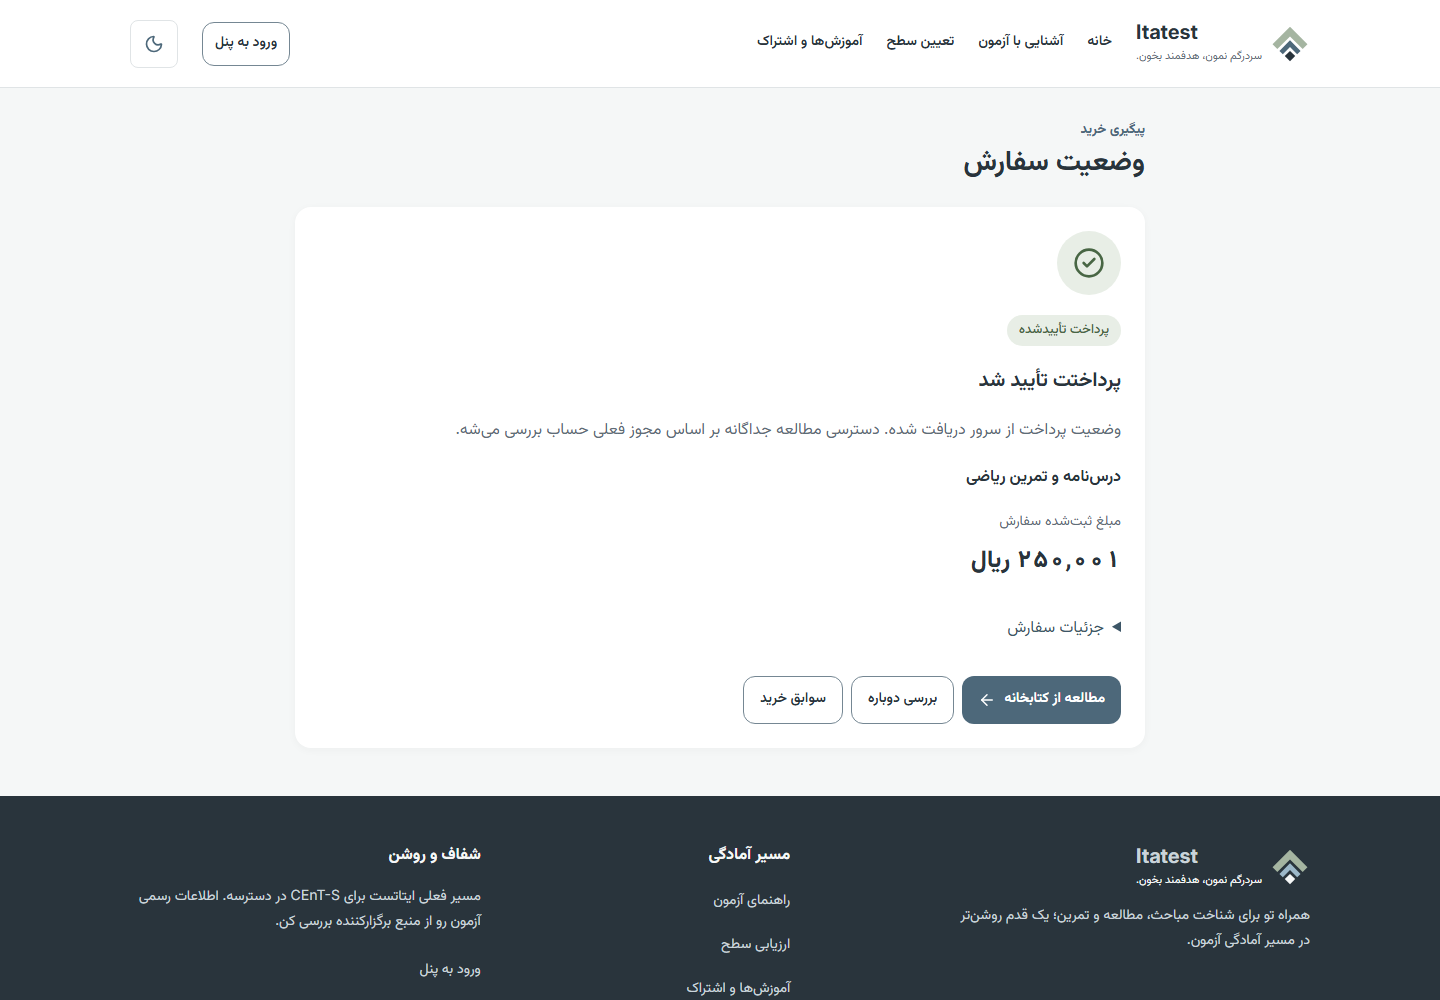 Itatest
سردرگم نمون، هدفمند بخون.
خانه
آشنایی با آزمون
تعیین سطح
آموزش‌ها و اشتراک
ورود به پنل
پیگیری خرید
وضعیت سفارش
پرداخت تأییدشده
پرداختت تأیید شد
وضعیت پرداخت از سرور دریافت شده. دسترسی مطالعه جداگانه بر اساس مجوز فعلی حساب بررسی می‌شه.
درس‌نامه و تمرین ریاضی
مبلغ ثبت‌شده سفارش
۲۵۰,۰۰۱ ریال
جزئیات سفارش
مطالعه از کتابخانه
بررسی دوباره
سوابق خرید
Itatest
سردرگم نمون، هدفمند بخون.
همراه تو برای شناخت مباحث، مطالعه و تمرین؛ یک قدم روشن‌تر
در مسیر آمادگی آزمون.
مسیر آمادگی
راهنمای آزمون
ارزیابی سطح
آموزش‌ها و اشتراک
شفاف و روشن
مسیر فعلی ایتاتست برای CEnT-S در دسترسه. اطلاعات رسمی
آزمون رو از منبع برگزارکننده بررسی کن.
ورود به پنل